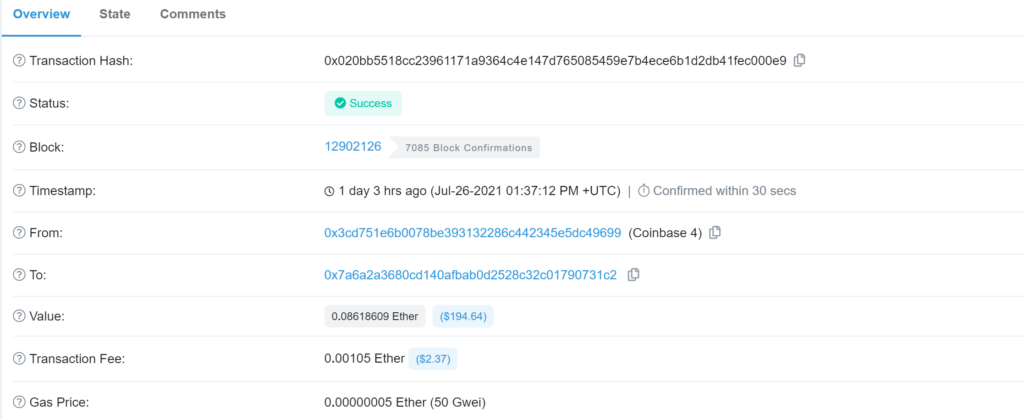 Overview State Comments
Transaction Hash: 0x020bb5518cc23961171a9364c4e147d765085459e7b4ece6b1d2db41fec000e9
Status: Success
Block: 12902126 7085 Block Confirmations
Timestamp: 1 day 3 hrs ago (Jul-26-2021 01:37:12 PM +UTC) | Confirmed within 30 secs
From: 0x3cd751e6b0078be393132286c442345e5dc49699 (Coinbase 4)
To: 0x7a6a2a3680cd140afbab0d2528c32c01790731c2
Value: 0.08618609 Ether ($194.64)
Transaction Fee: 0.00105 Ether ($2.37)
Gas Price: 0.00000005 Ether (50 Gwei)